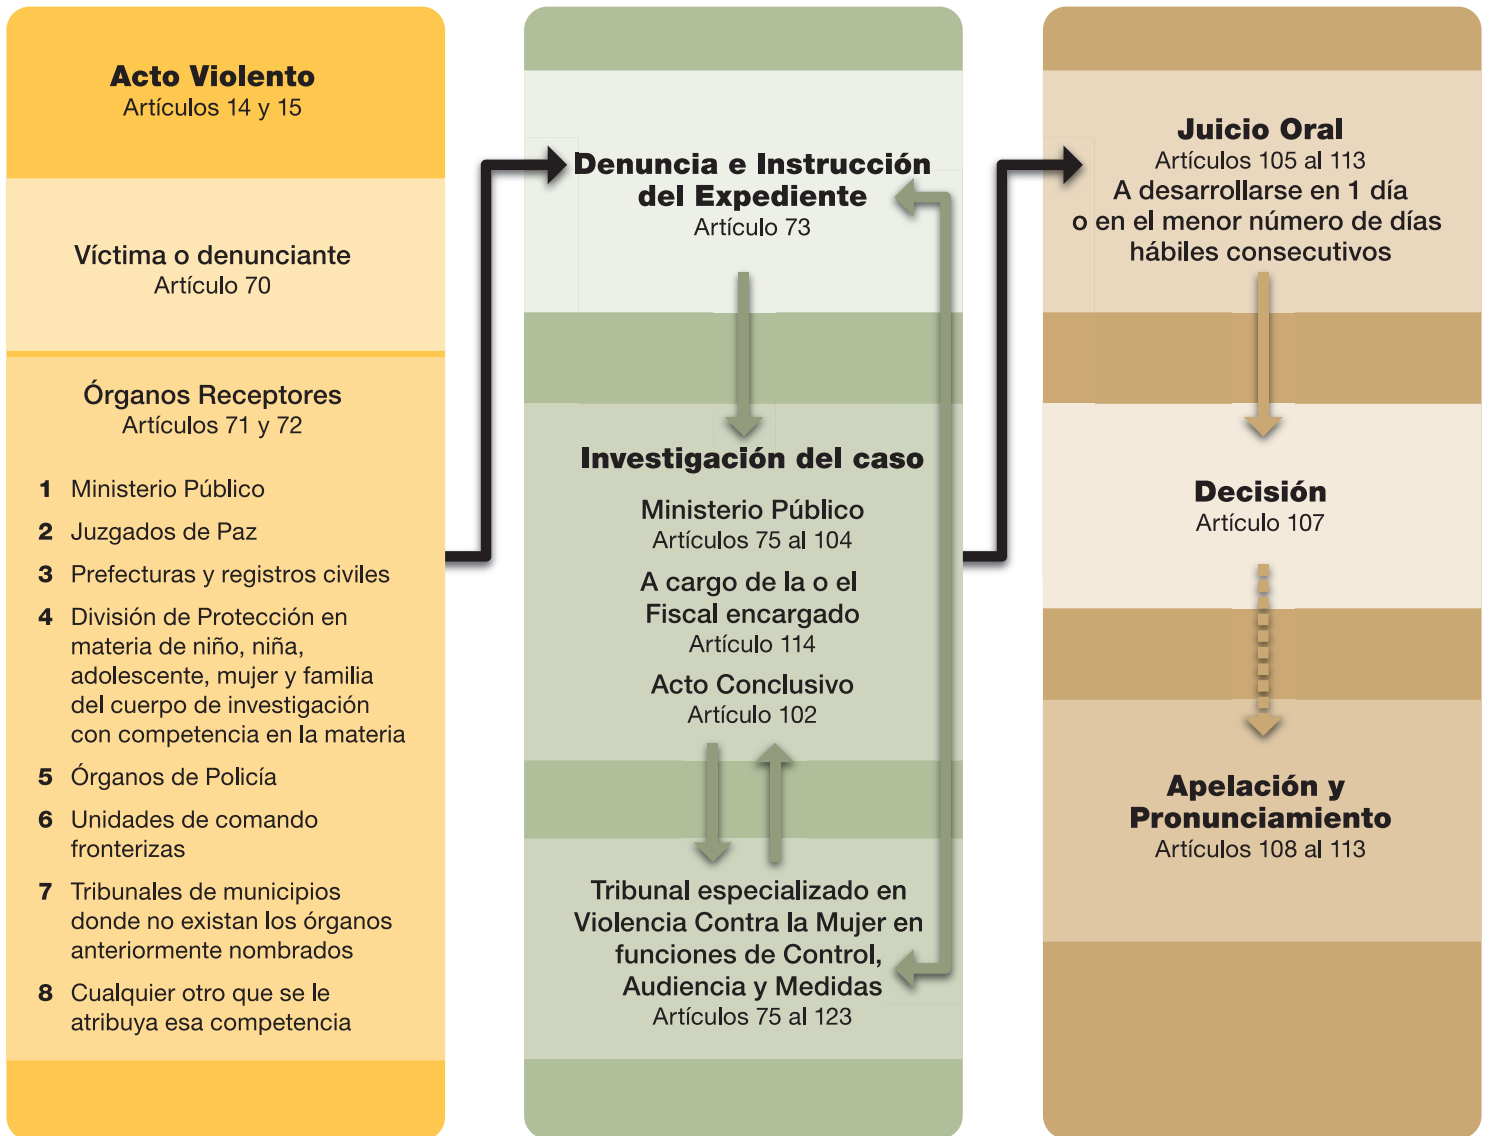 Acto Violento
Artículos 14 y 15
Víctima o denunciante
Artículo 70
Órganos Receptores
Artículos 71 y 72
1 Ministerio Público
2 Juzgados de Paz
3 Prefecturas y registros civiles
4 División de Protección en
materia de niño, niña,
adolescente, mujer y familia
del cuerpo de investigación
con competencia en la materia
5 Órganos de Policía
6 Unidades de comando
fronterizas
7 Tribunales de municipios
donde no existan los órganos
anteriormente nombrados
8 Cualquier otro que se le
atribuya esa competencia
Denuncia e Instrucción
del Expediente
Artículo 73
Investigación del caso
Ministerio Público
Artículos 75 al 104
A cargo de la o el
Fiscal encargado
Artículo 114
Acto Conclusivo
Artículo 102
Tribunal especializado en
Violencia Contra la Mujer en
funciones de Control,
Audiencia y Medidas
Artículos 75 al 123
Juicio Oral
Artículos 105 al 113
A desarrollarse en 1 día
o en el menor número de días
hábiles consecutivos
Decisión
Artículo 107
Apelación y
Pronunciamiento
Artículos 108 al 113